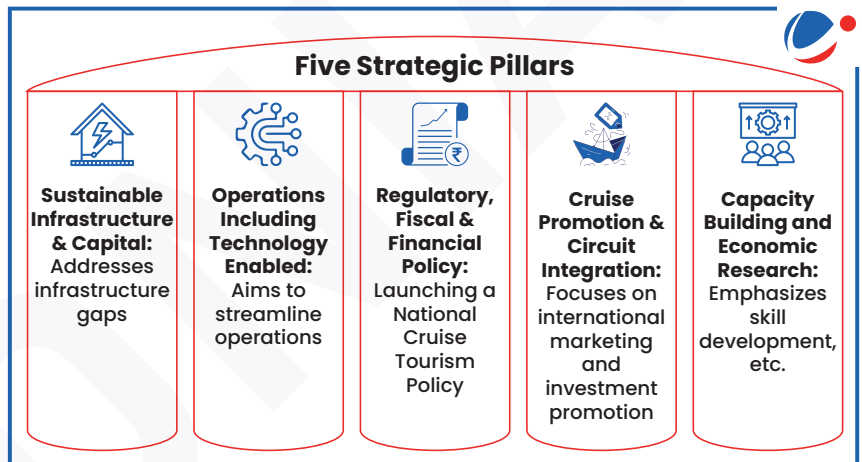 Five Strategic Pillars
Sustainable
Infrastructure
& Capital:
Addresses
infrastructure
gaps
Operations
Including
Technology
Enabled:
Aims to
streamline
operations
₹
Regulatory,
Fiscal &
Financial
Policy:
Launching a
National
Cruise
Tourism
Policy
Cruise
Promotion &
Circuit
Integration:
Focuses on
international
marketing
and
investment
promotion
Capacity
Building and
Economic
Research:
Emphasizes
skill
development,
etc.